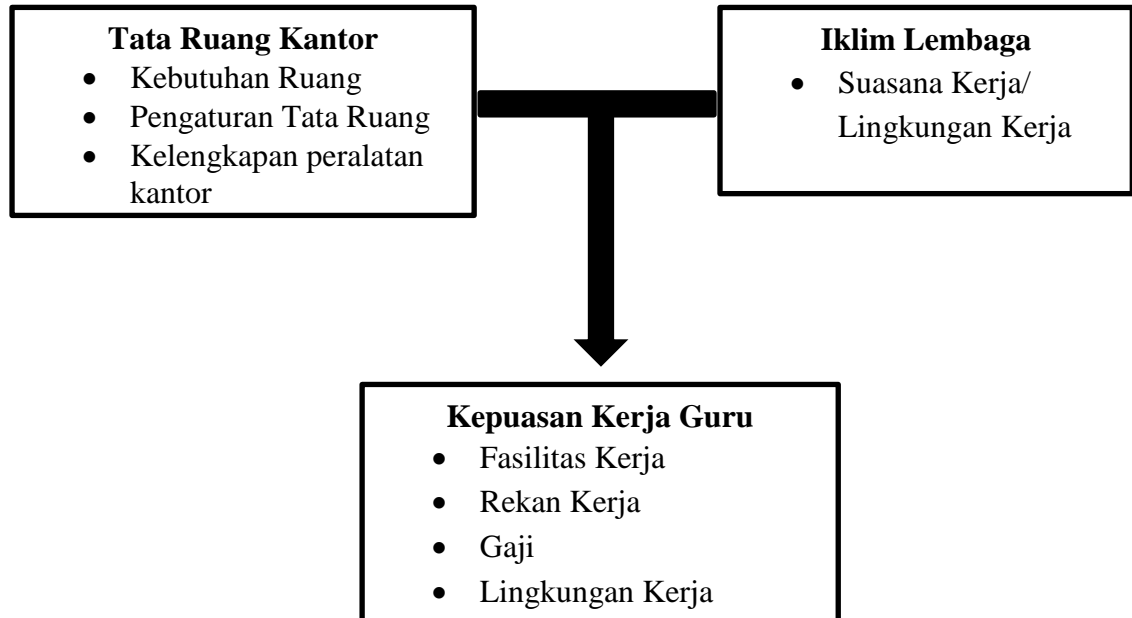 Tata Ruang Kantor
• Kebutuhan Ruang
• Pengaturan Tata Ruang
• Kelengkapan peralatan
kantor
Iklim Lembaga
• Suasana Kerja/
Lingkungan Kerja
Kepuasan Kerja Guru
• Fasilitas Kerja
• Rekan Kerja
• Gaji
• Lingkungan Kerja